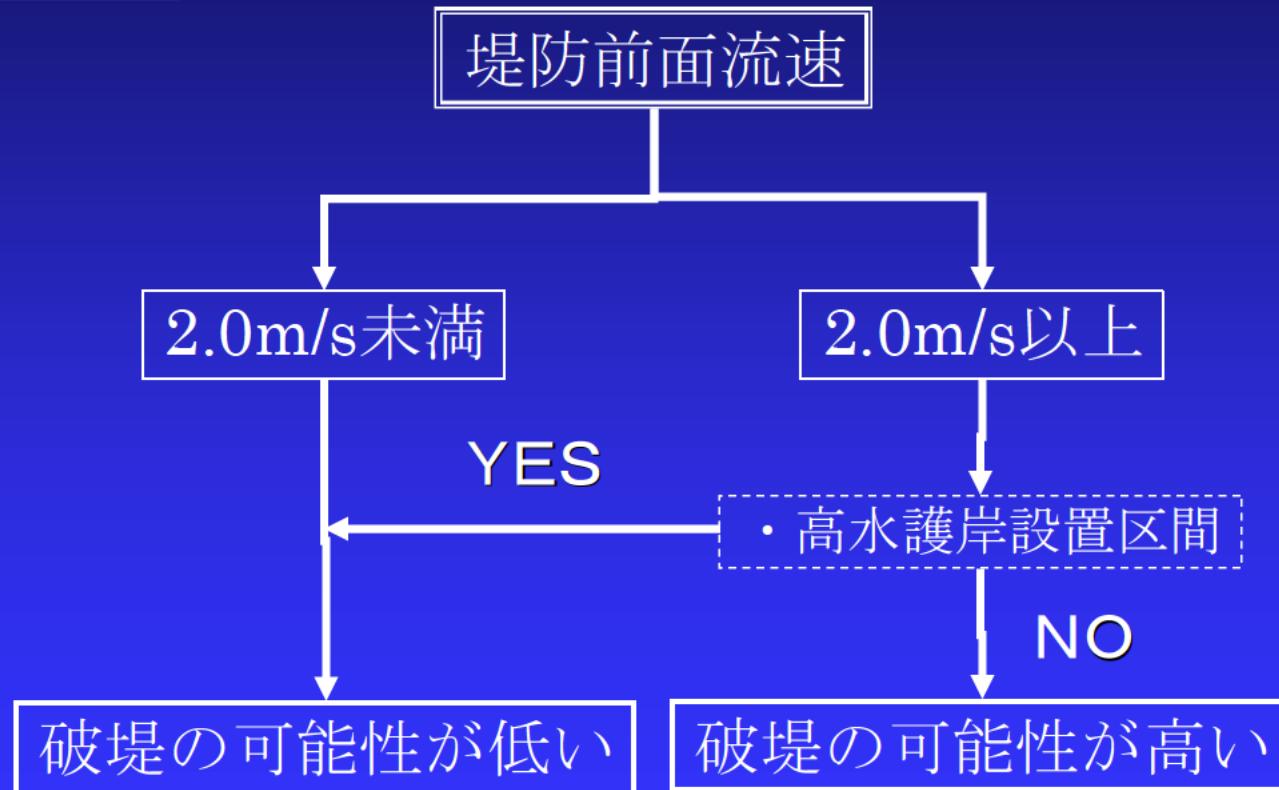 堤防前面流速
2.0m/s未満
2.0m/s以上
YES
・高水護岸設置区間
NO
破堤の可能性が低い
破堤の可能性が高い